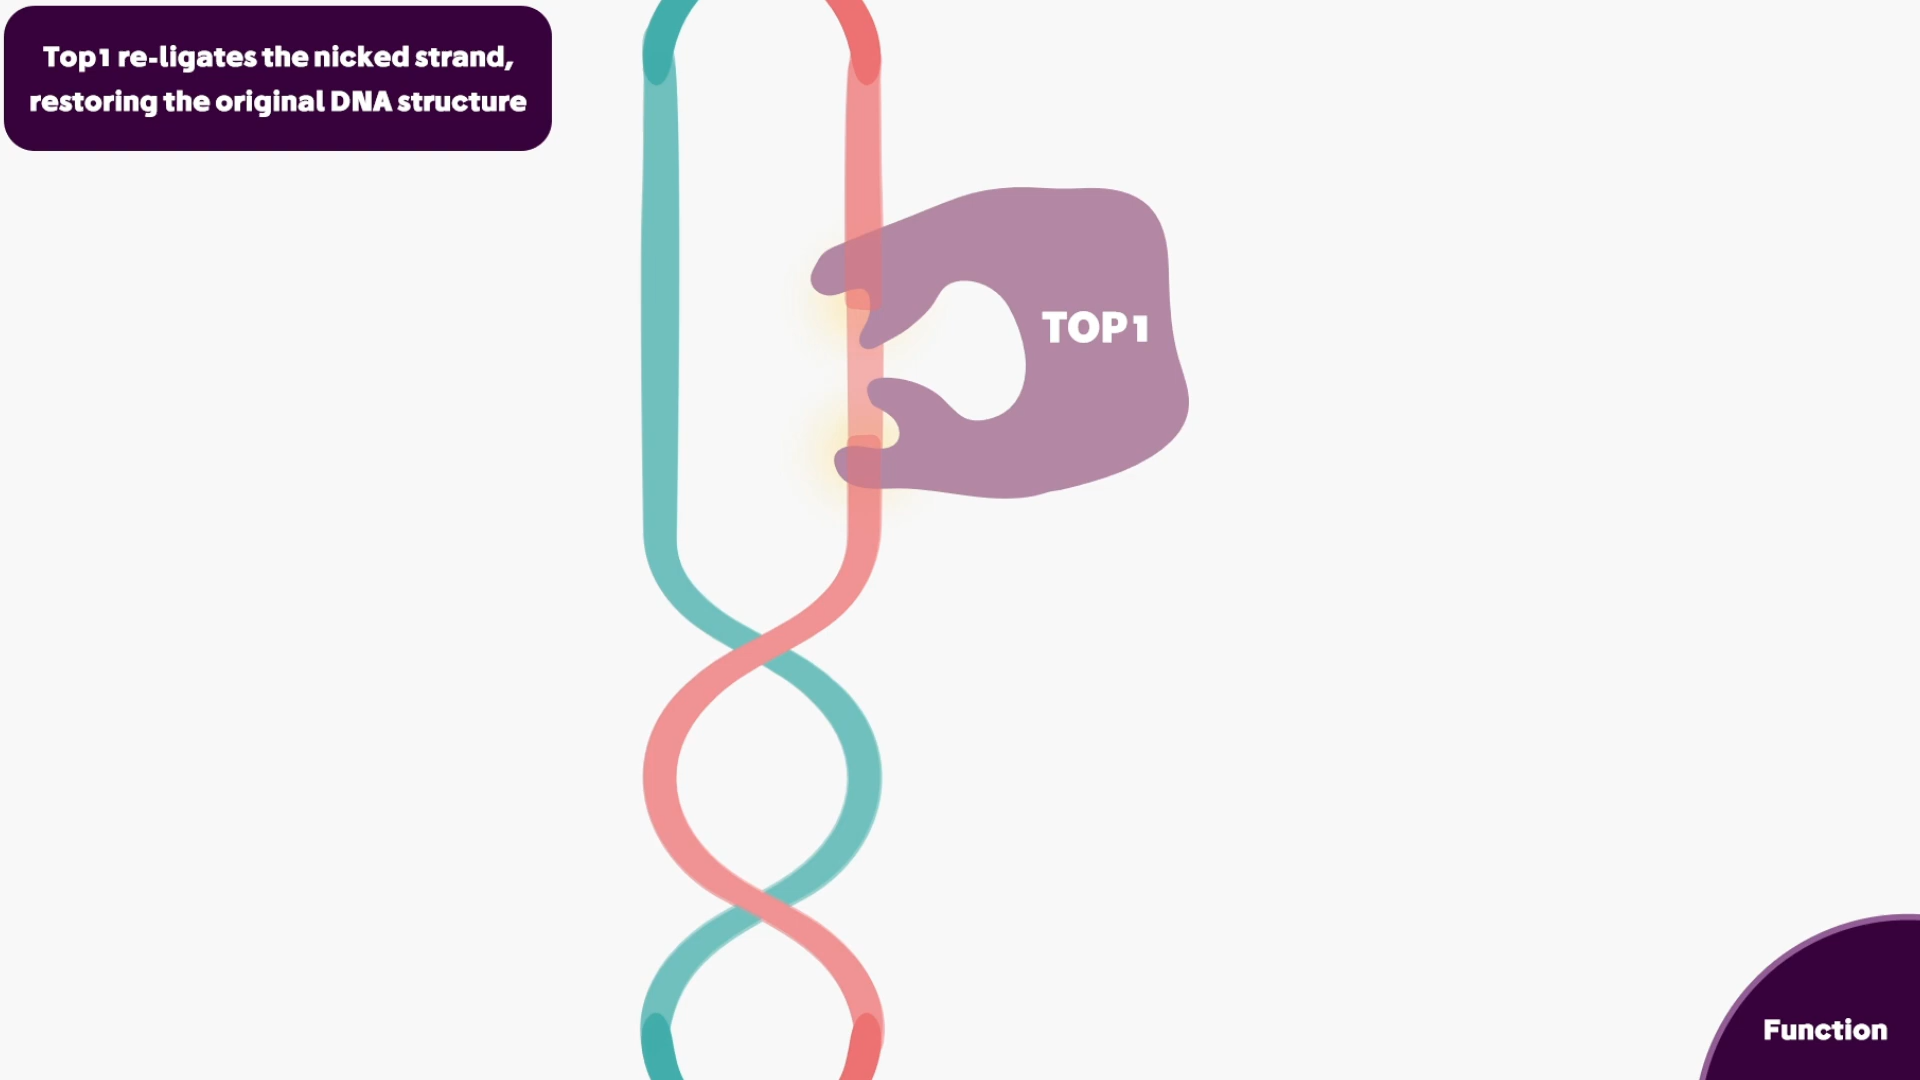 Top1 re-ligates the nicked strand,
restoring the original DNA structure
TOP1
Function